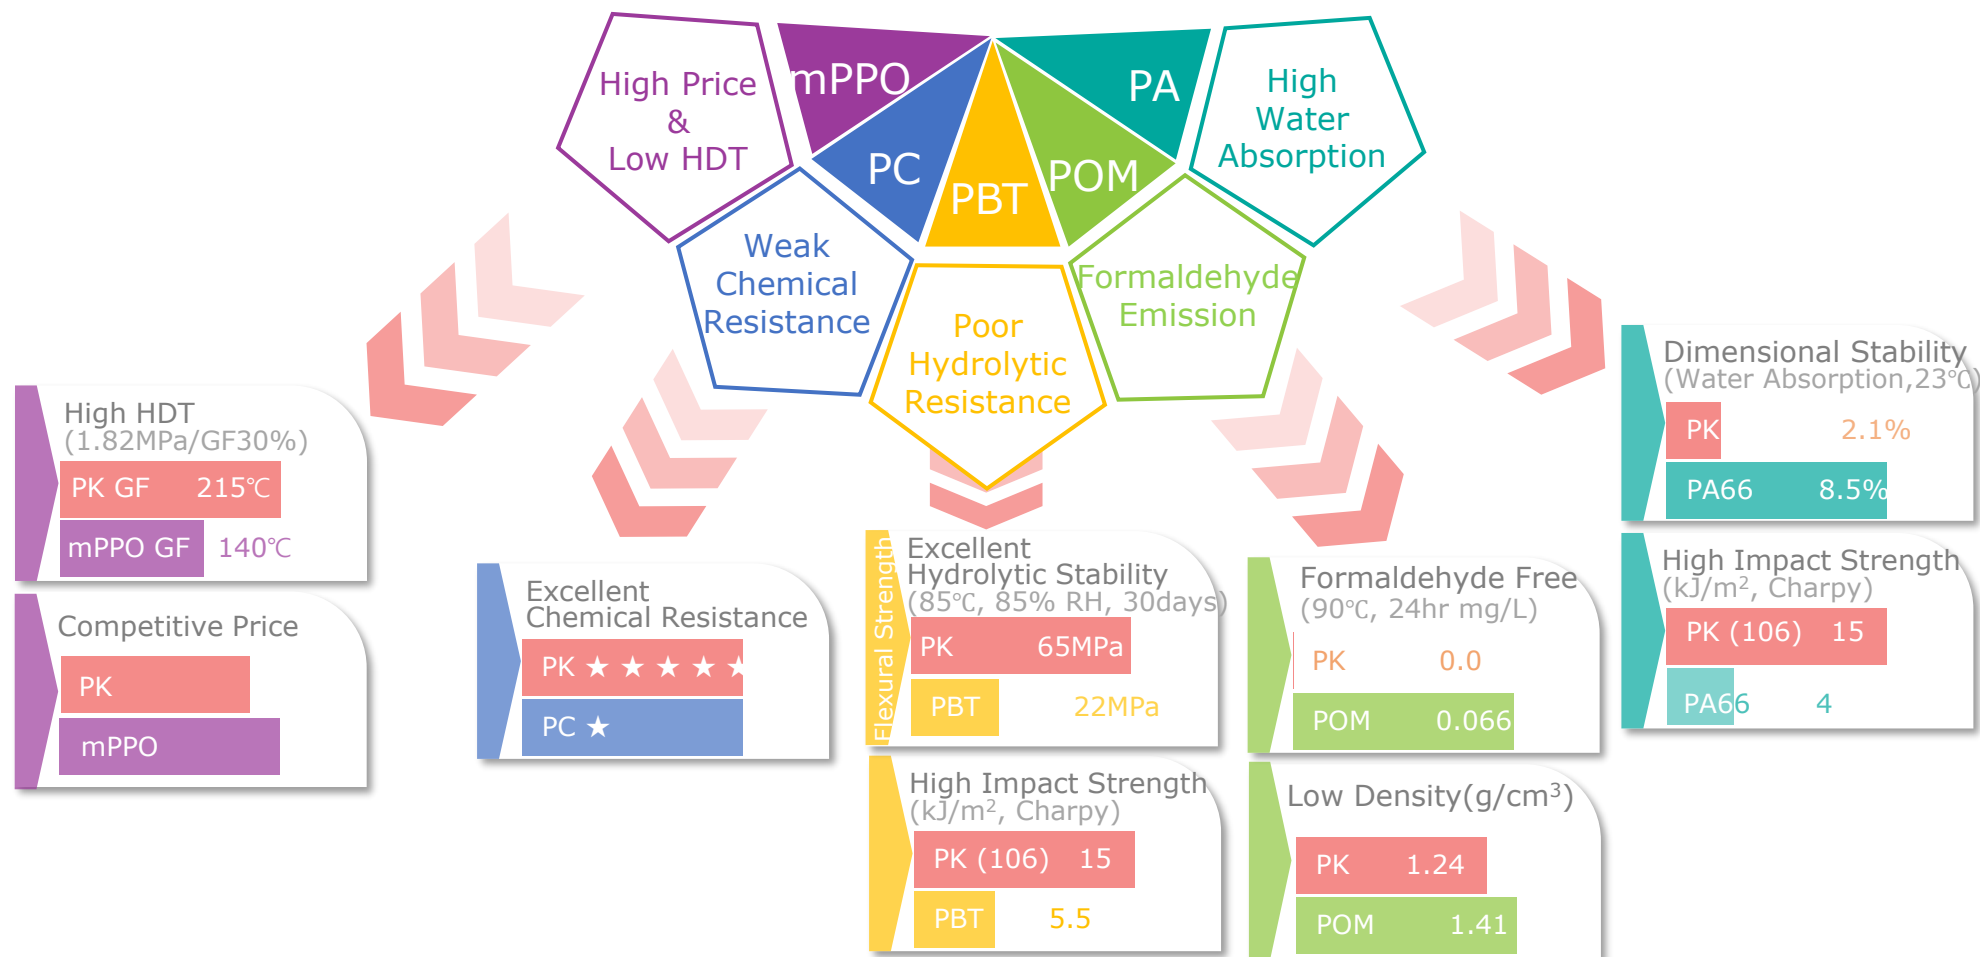 High Price
&
Low HDT
mPPO
PC
PBT
POM
PA
High
Water
Absorption
Weak
Chemical
Resistance
Poor
Hydrolytic
Resistance
Formaldehyde
Emission
High HDT
(1.82MPa/GF30%)
PK GF 215℃
mPPO GF 140℃
Competitive Price
PK
mPPO
Excellent
Chemical Resistance
PK ★ ★ ★ ★ ★
PC ★
Flexural Strength
Excellent
Hydrolytic Stability
(85℃, 85% RH, 30days)
PK 65MPa
PBT 22MPa
High Impact Strength
(kJ/m², Charpy)
PK (106) 15
PBT 5.5
Formaldehyde Free
(90℃, 24hr mg/L)
PK 0.0
POM 0.066
Low Density(g/cm³)
PK 1.24
POM 1.41
Dimensional Stability
(Water Absorption,23℃)
PK 2.1%
PA66 8.5%
High Impact Strength
(kJ/m², Charpy)
PK (106) 15
PA66 4